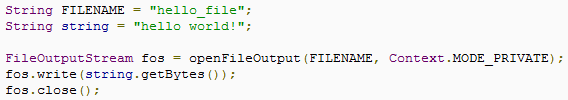 String FILENAME = "hello_file";
String string = "hello world!";
FileOutputStream fos = openFileOutput(FILENAME, Context.MODE_PRIVATE);
fos.write(string.getBytes());
fos.close();